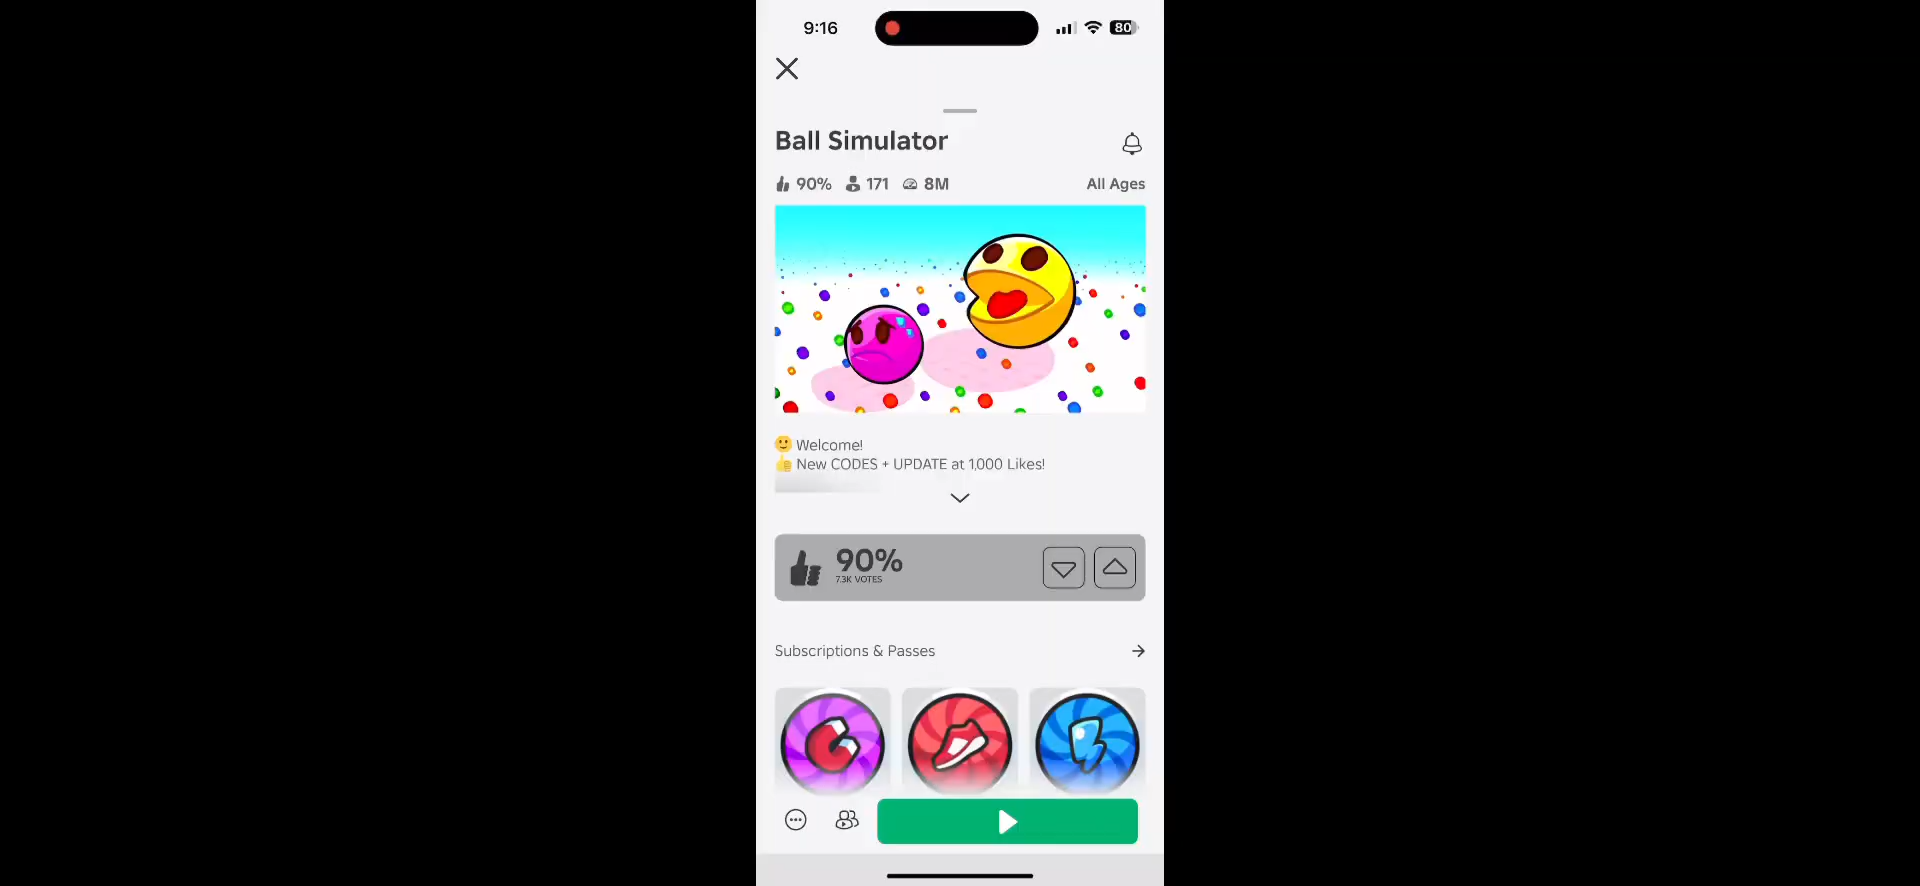 9:16
80
Ball Simulator
90% 171 8M All Ages
🙂 Welcome!
👍 New CODES + UPDATE at 1,000 Likes!
90%
7.3K VOTES
Subscriptions & Passes